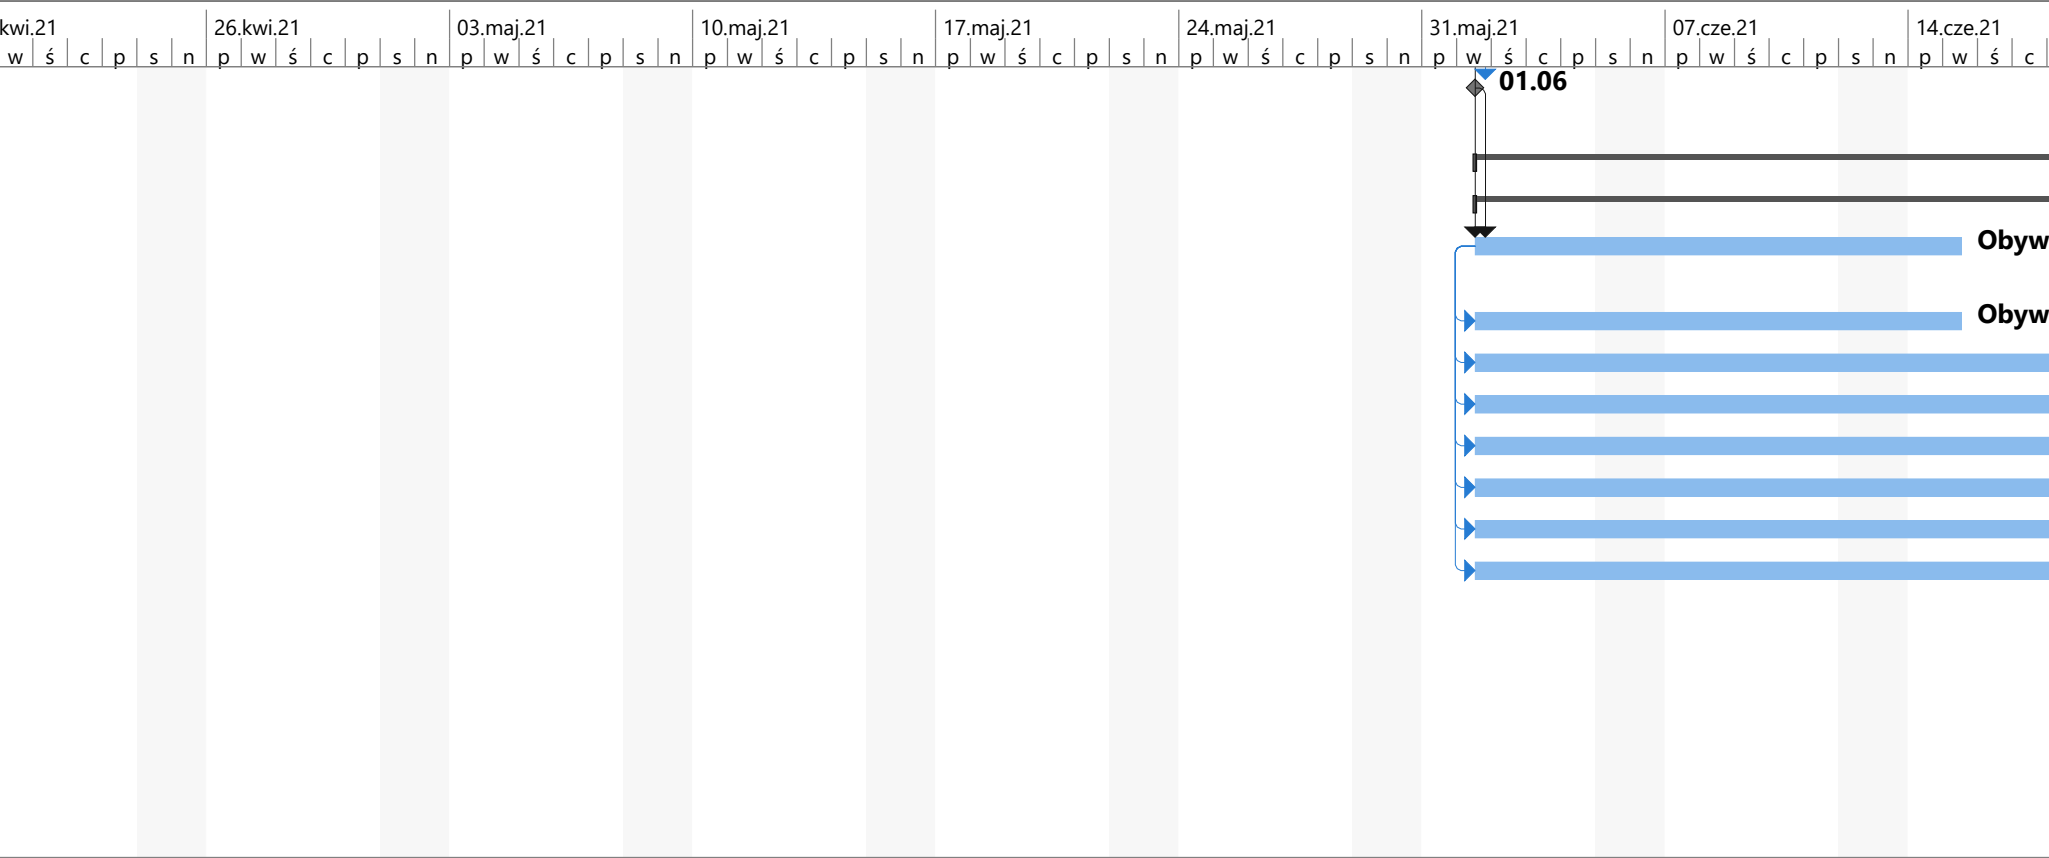 kwi.21 26.kwi.21 03.maj.21 10.maj.21 17.maj.21 24.maj.21 31.maj.21 07.cze.21 14.cze.21
w ś c p s n p w ś c p s n p w ś c p s n p w ś c p s n p w ś c p s n p w ś c p s n p w ś c p s n p w ś c p s n p w ś c
01.06
Obyw
Obyw